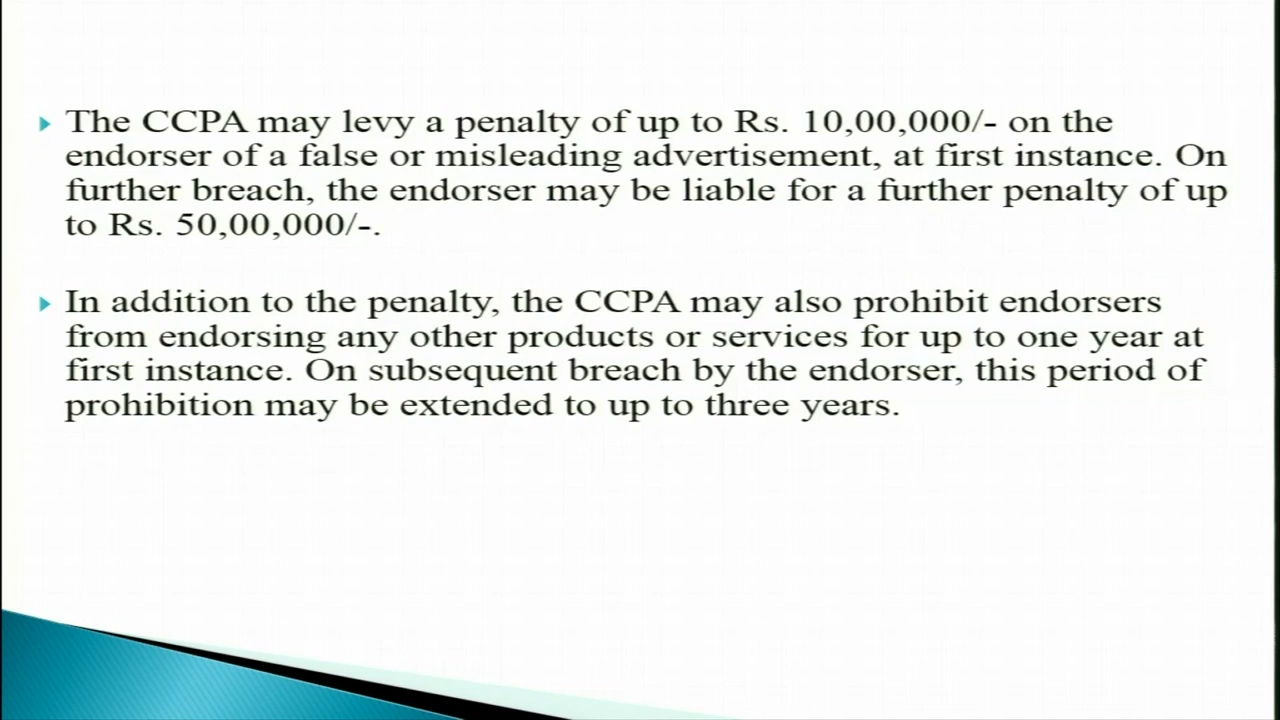 The CCPA may levy a penalty of up to Rs. 10,00,000/- on the
endorser of a false or misleading advertisement, at first instance. On
further breach, the endorser may be liable for a further penalty of up
to Rs. 50,00,000/-.
In addition to the penalty, the CCPA may also prohibit endorsers
from endorsing any other products or services for up to one year at
first instance. On subsequent breach by the endorser, this period of
prohibition may be extended to up to three years.